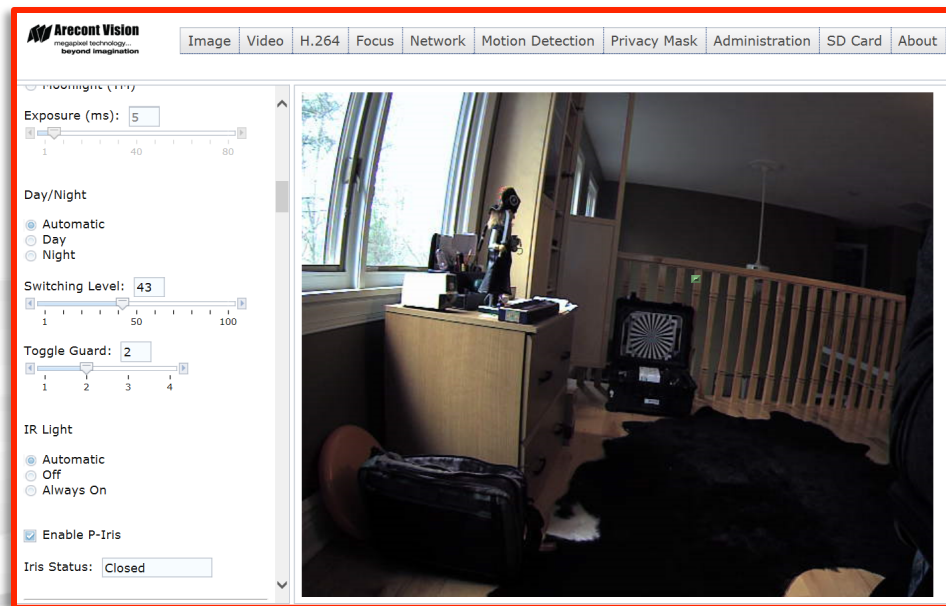 Arecont Vision
megapixel technology...
beyond imagination
Image Video H.264 Focus Network Motion Detection Privacy Mask Administration SD Card About
Moonlight (TM)
Exposure (ms): 5
1 40 80
Day/Night
Automatic
Day
Night
Switching Level: 43
1 50 100
Toggle Guard: 2
1 2 3 4
IR Light
Automatic
Off
Always On
Enable P-Iris
Iris Status: Closed